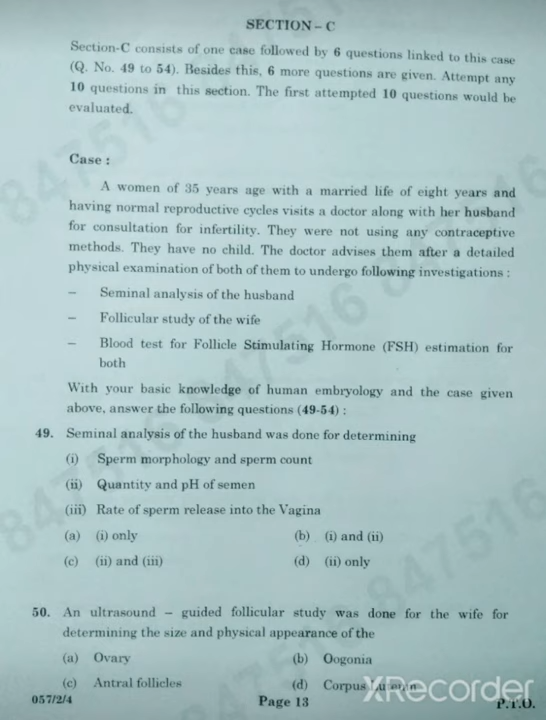 SECTION – C
Section-C consists of one case followed by 6 questions linked to this case
(Q. No. 49 to 54). Besides this, 6 more questions are given. Attempt any
10 questions in this section. The first attempted 10 questions would be
evaluated.
Case :
A women of 35 years age with a married life of eight years and
having normal reproductive cycles visits a doctor along with her husband
for consultation for infertility. They were not using any contraceptive
methods. They have no child. The doctor advises them after a detailed
physical examination of both of them to undergo following investigations :
– Seminal analysis of the husband
– Follicular study of the wife
– Blood test for Follicle Stimulating Hormone (FSH) estimation for
both
With your basic knowledge of human embryology and the case given
above, answer the following questions (49-54) :
49. Seminal analysis of the husband was done for determining
(i) Sperm morphology and sperm count
(ii) Quantity and pH of semen
(iii) Rate of sperm release into the Vagina
(a) (i) only (b) (i) and (ii)
(c) (ii) and (iii) (d) (ii) only
50. An ultrasound – guided follicular study was done for the wife for
determining the size and physical appearance of the
(a) Ovary (b) Oogonia
(c) Antral follicles (d) Corpus
057/2/4 Page 13 P.T.O.
XRecorder
847516
847516
847516
847516
847516